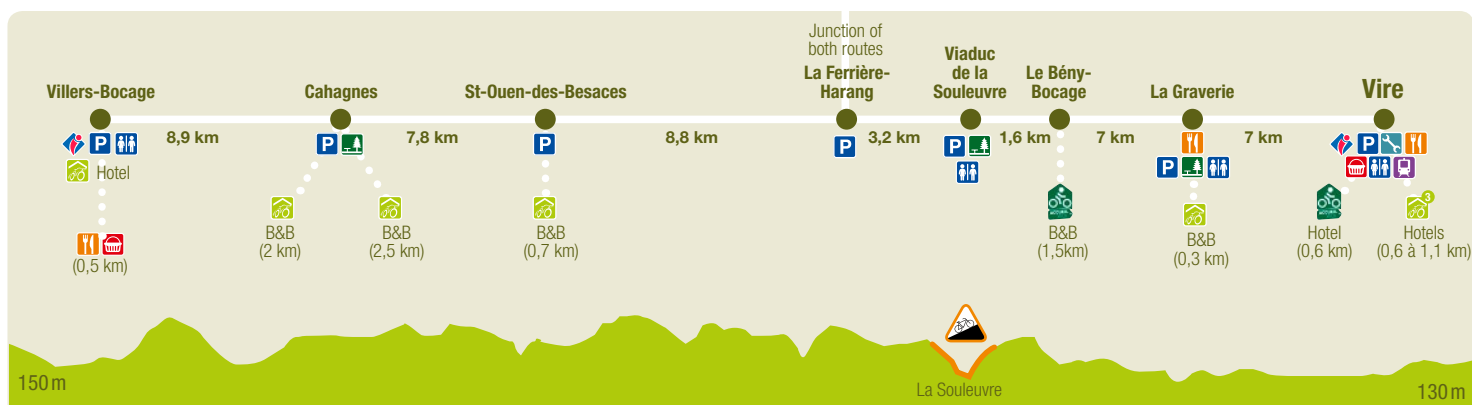 Junction of
both routes
Villers-Bocage
Cahagnes
St-Ouen-des-Besaces
La Ferrière-
Harang
Viaduc
de la
Souleuvre
Le Bény-
Bocage
La Graverie
Vire
8,9 km
7,8 km
8,8 km
3,2 km
1,6 km
7 km
7 km
P
P
P
P
P
P
P
Hotel
(0,5 km)
B&B
(2 km)
B&B
(2,5 km)
B&B
(0,7 km)
B&B
(1,5km)
B&B
(0,3 km)
Hotel
(0,6 km)
3
Hotels
(0,6 à 1,1 km)
La Souleuvre
150 m
130 m